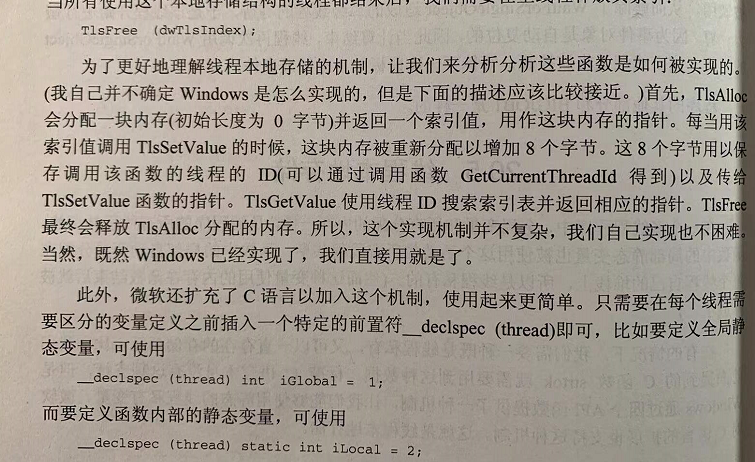 当所有使用这个本地存储结构的线程都结束后，我们需要在主线程释放头索引：
TlsFree (dwTlsIndex);
为了更好地理解线程本地存储的机制，让我们来分析分析这些函数是如何被实现的。
(我自己并不确定 Windows 是怎么实现的，但是下面的描述应该比较接近。)首先，TlsAlloc
会分配一块内存(初始长度为 0 字节)并返回一个索引值，用作这块内存的指针。每当用该
索引值调用 TlsSetValue 的时候，这块内存被重新分配以增加 8 个字节。这 8 个字节用以保
存调用该函数的线程的 ID(可以通过调用函数 GetCurrentThreadId 得到)以及传给
TlsSetValue 函数的指针。TlsGetValue 使用线程 ID 搜索索引表并返回相应的指针。TlsFree
最终会释放 TlsAlloc 分配的内存。所以，这个实现机制并不复杂，我们自己实现也不困难。
当然，既然 Windows 已经实现了，我们直接用就是了。
此外，微软还扩充了 C 语言以加入这个机制，使用起来更简单。只需要在每个线程需
要区分的变量定义之前插入一个特定的前置符__declspec (thread)即可，比如要定义全局静
态变量，可使用
__declspec (thread) int iGlobal = 1;
而要定义函数内部的静态变量，可使用
__declspec (thread) static int iLocal = 2;